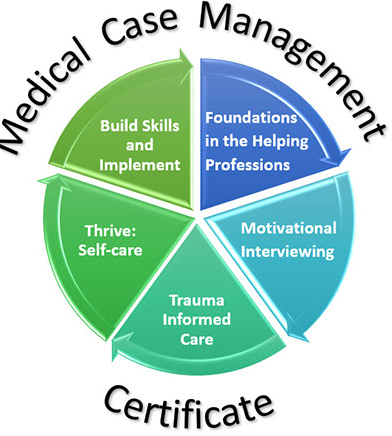 Medical Case Management
Foundations
in the Helping
Professions
Motivational
Interviewing
Trauma
Informed
Care
Thrive:
Self-care
Build Skills
and
Implement
Certificate